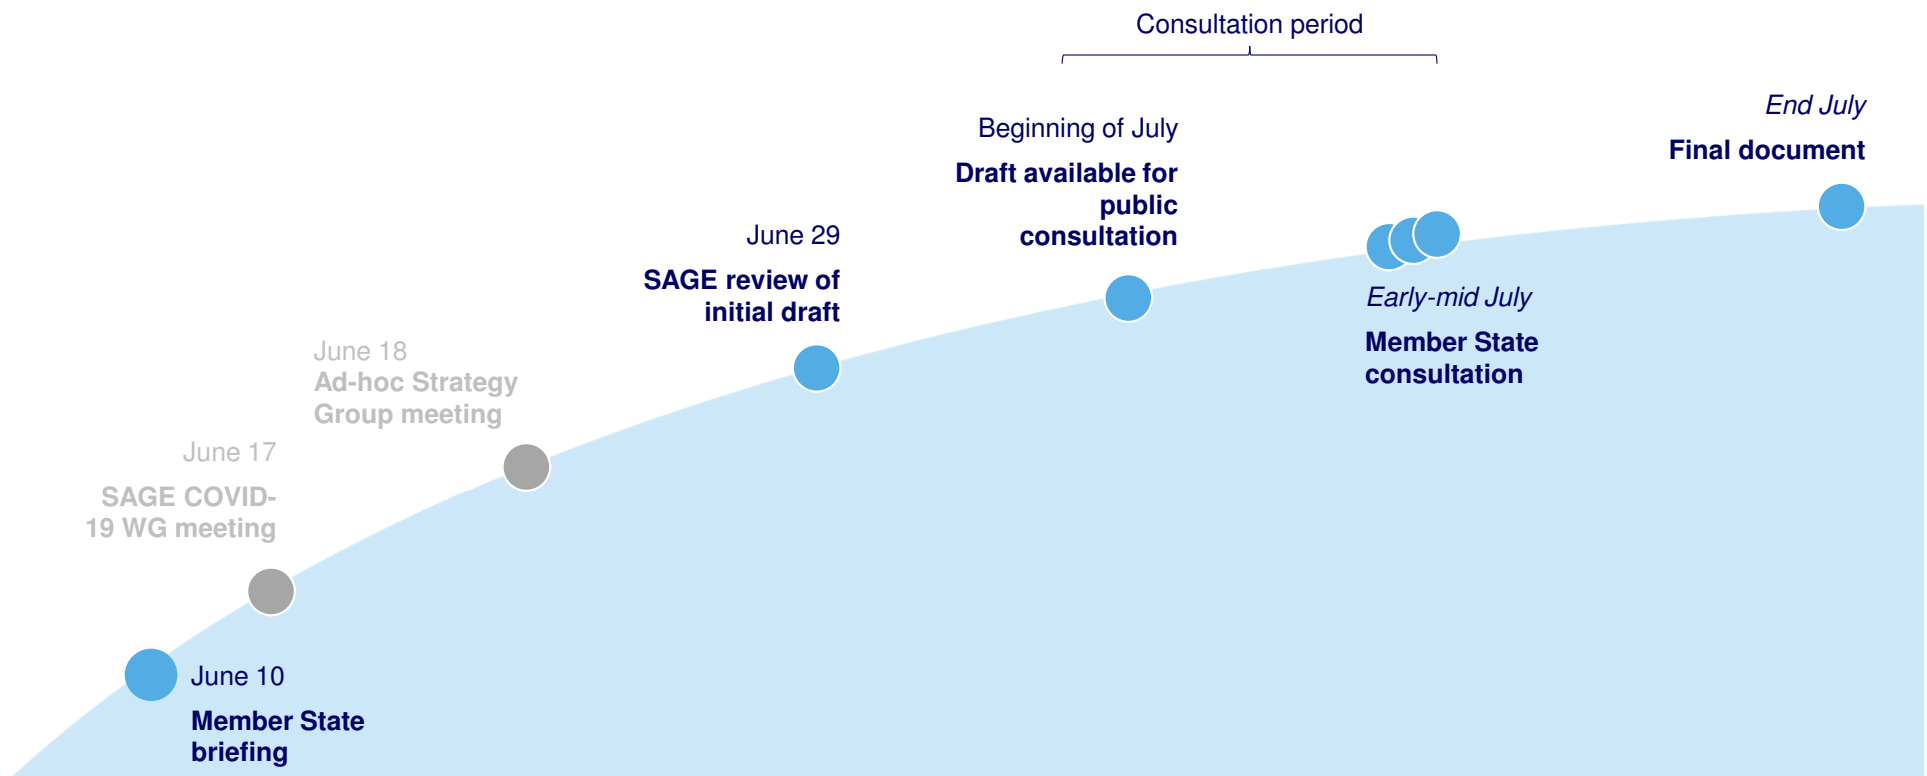 Consultation period
End July
Final document
Beginning of July
Draft available for
public
consultation
June 29
SAGE review of
initial draft
Early-mid July
Member State
consultation
June 18
Ad-hoc Strategy
Group meeting
June 17
SAGE COVID-
19 WG meeting
June 10
Member State
briefing